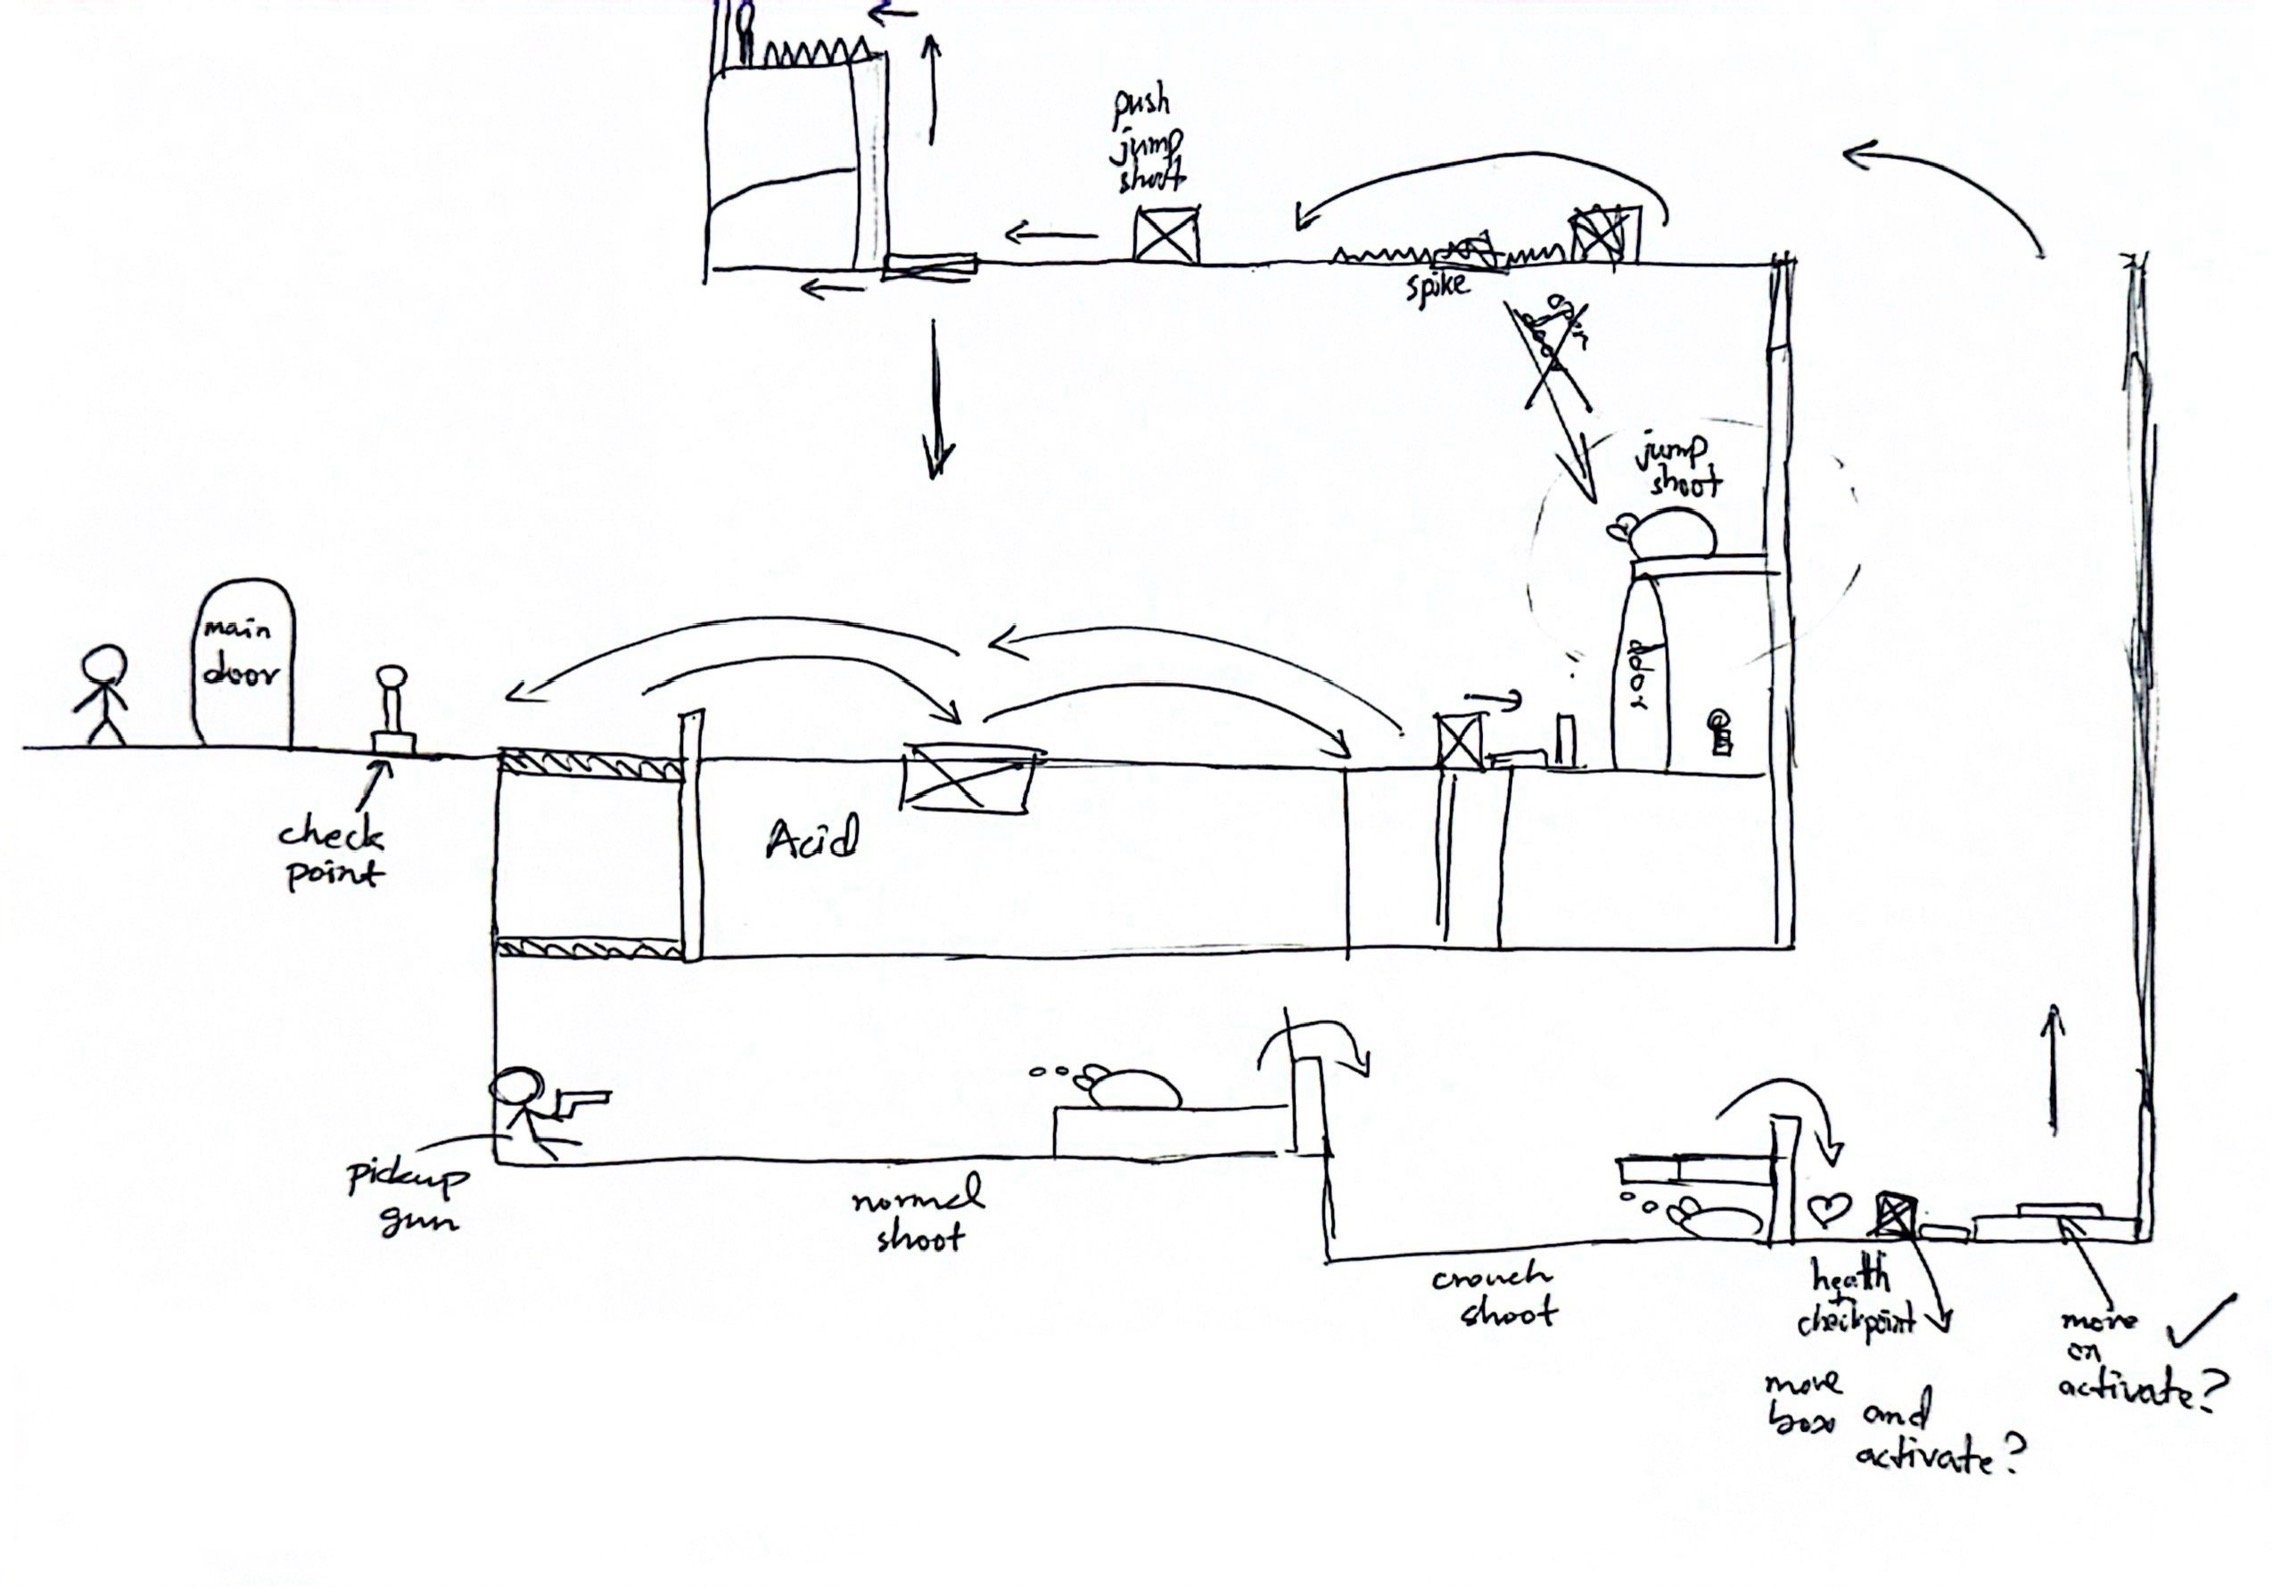 push
jump
shoot
spike
jump
shoot
main
door
door
check
point
Acid
pickup
gun
normal
shoot
crouch
shoot
health
+
checkpoint
move
box and
activate?
move
on
activate?